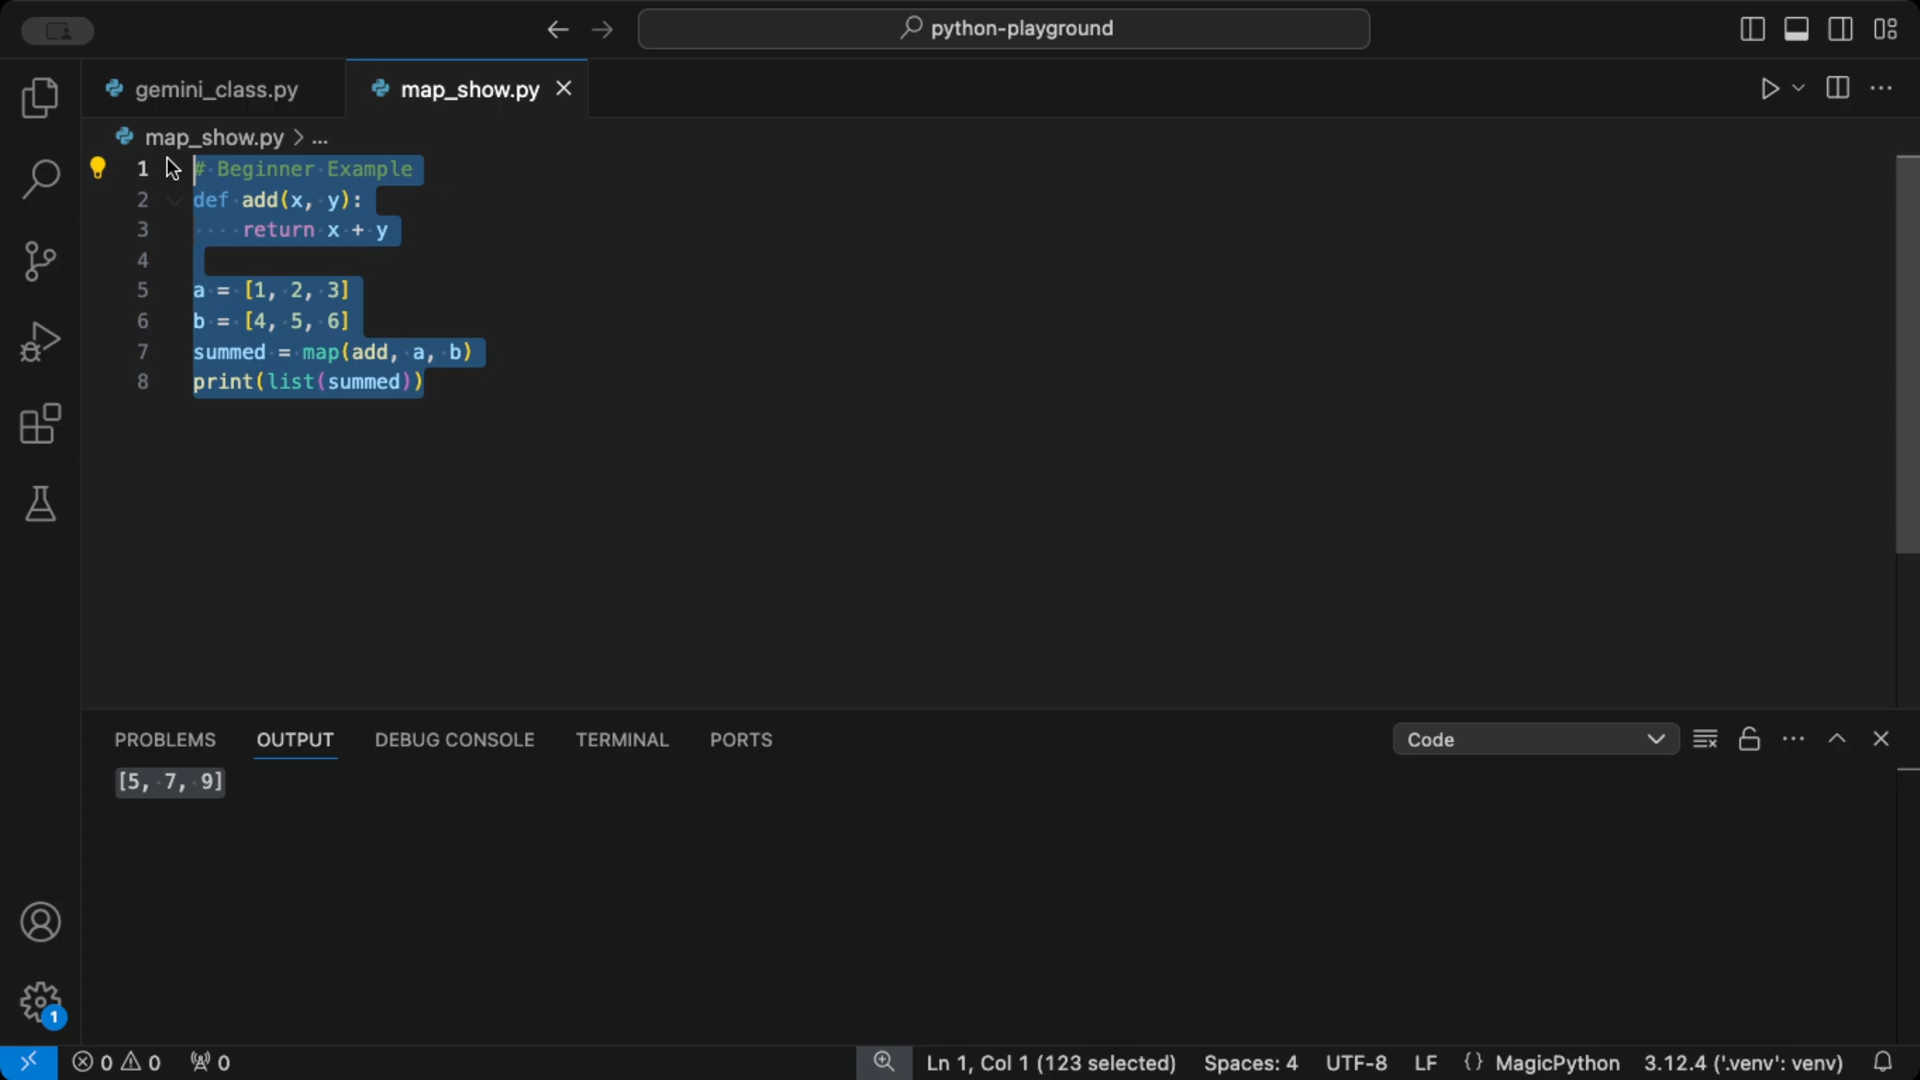 python-playground
gemini_class.py
map_show.py
map_show.py > ...
1 # Beginner Example
2 def add(x, y):
3 return x + y
4
5 a = [1, 2, 3]
6 b = [4, 5, 6]
7 summed = map(add, a, b)
8 print(list(summed))
PROBLEMS OUTPUT DEBUG CONSOLE TERMINAL PORTS
Code
[5, 7, 9]
1
0 0 0 Ln 1, Col 1 (123 selected) Spaces: 4 UTF-8 LF {} MagicPython 3.12.4 ('.venv': venv)